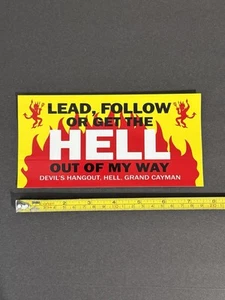 LEAD, FOLLOW
OR GET THE
HELL
OUT OF MY WAY
DEVIL'S HANGOUT, HELL, GRAND CAYMAN